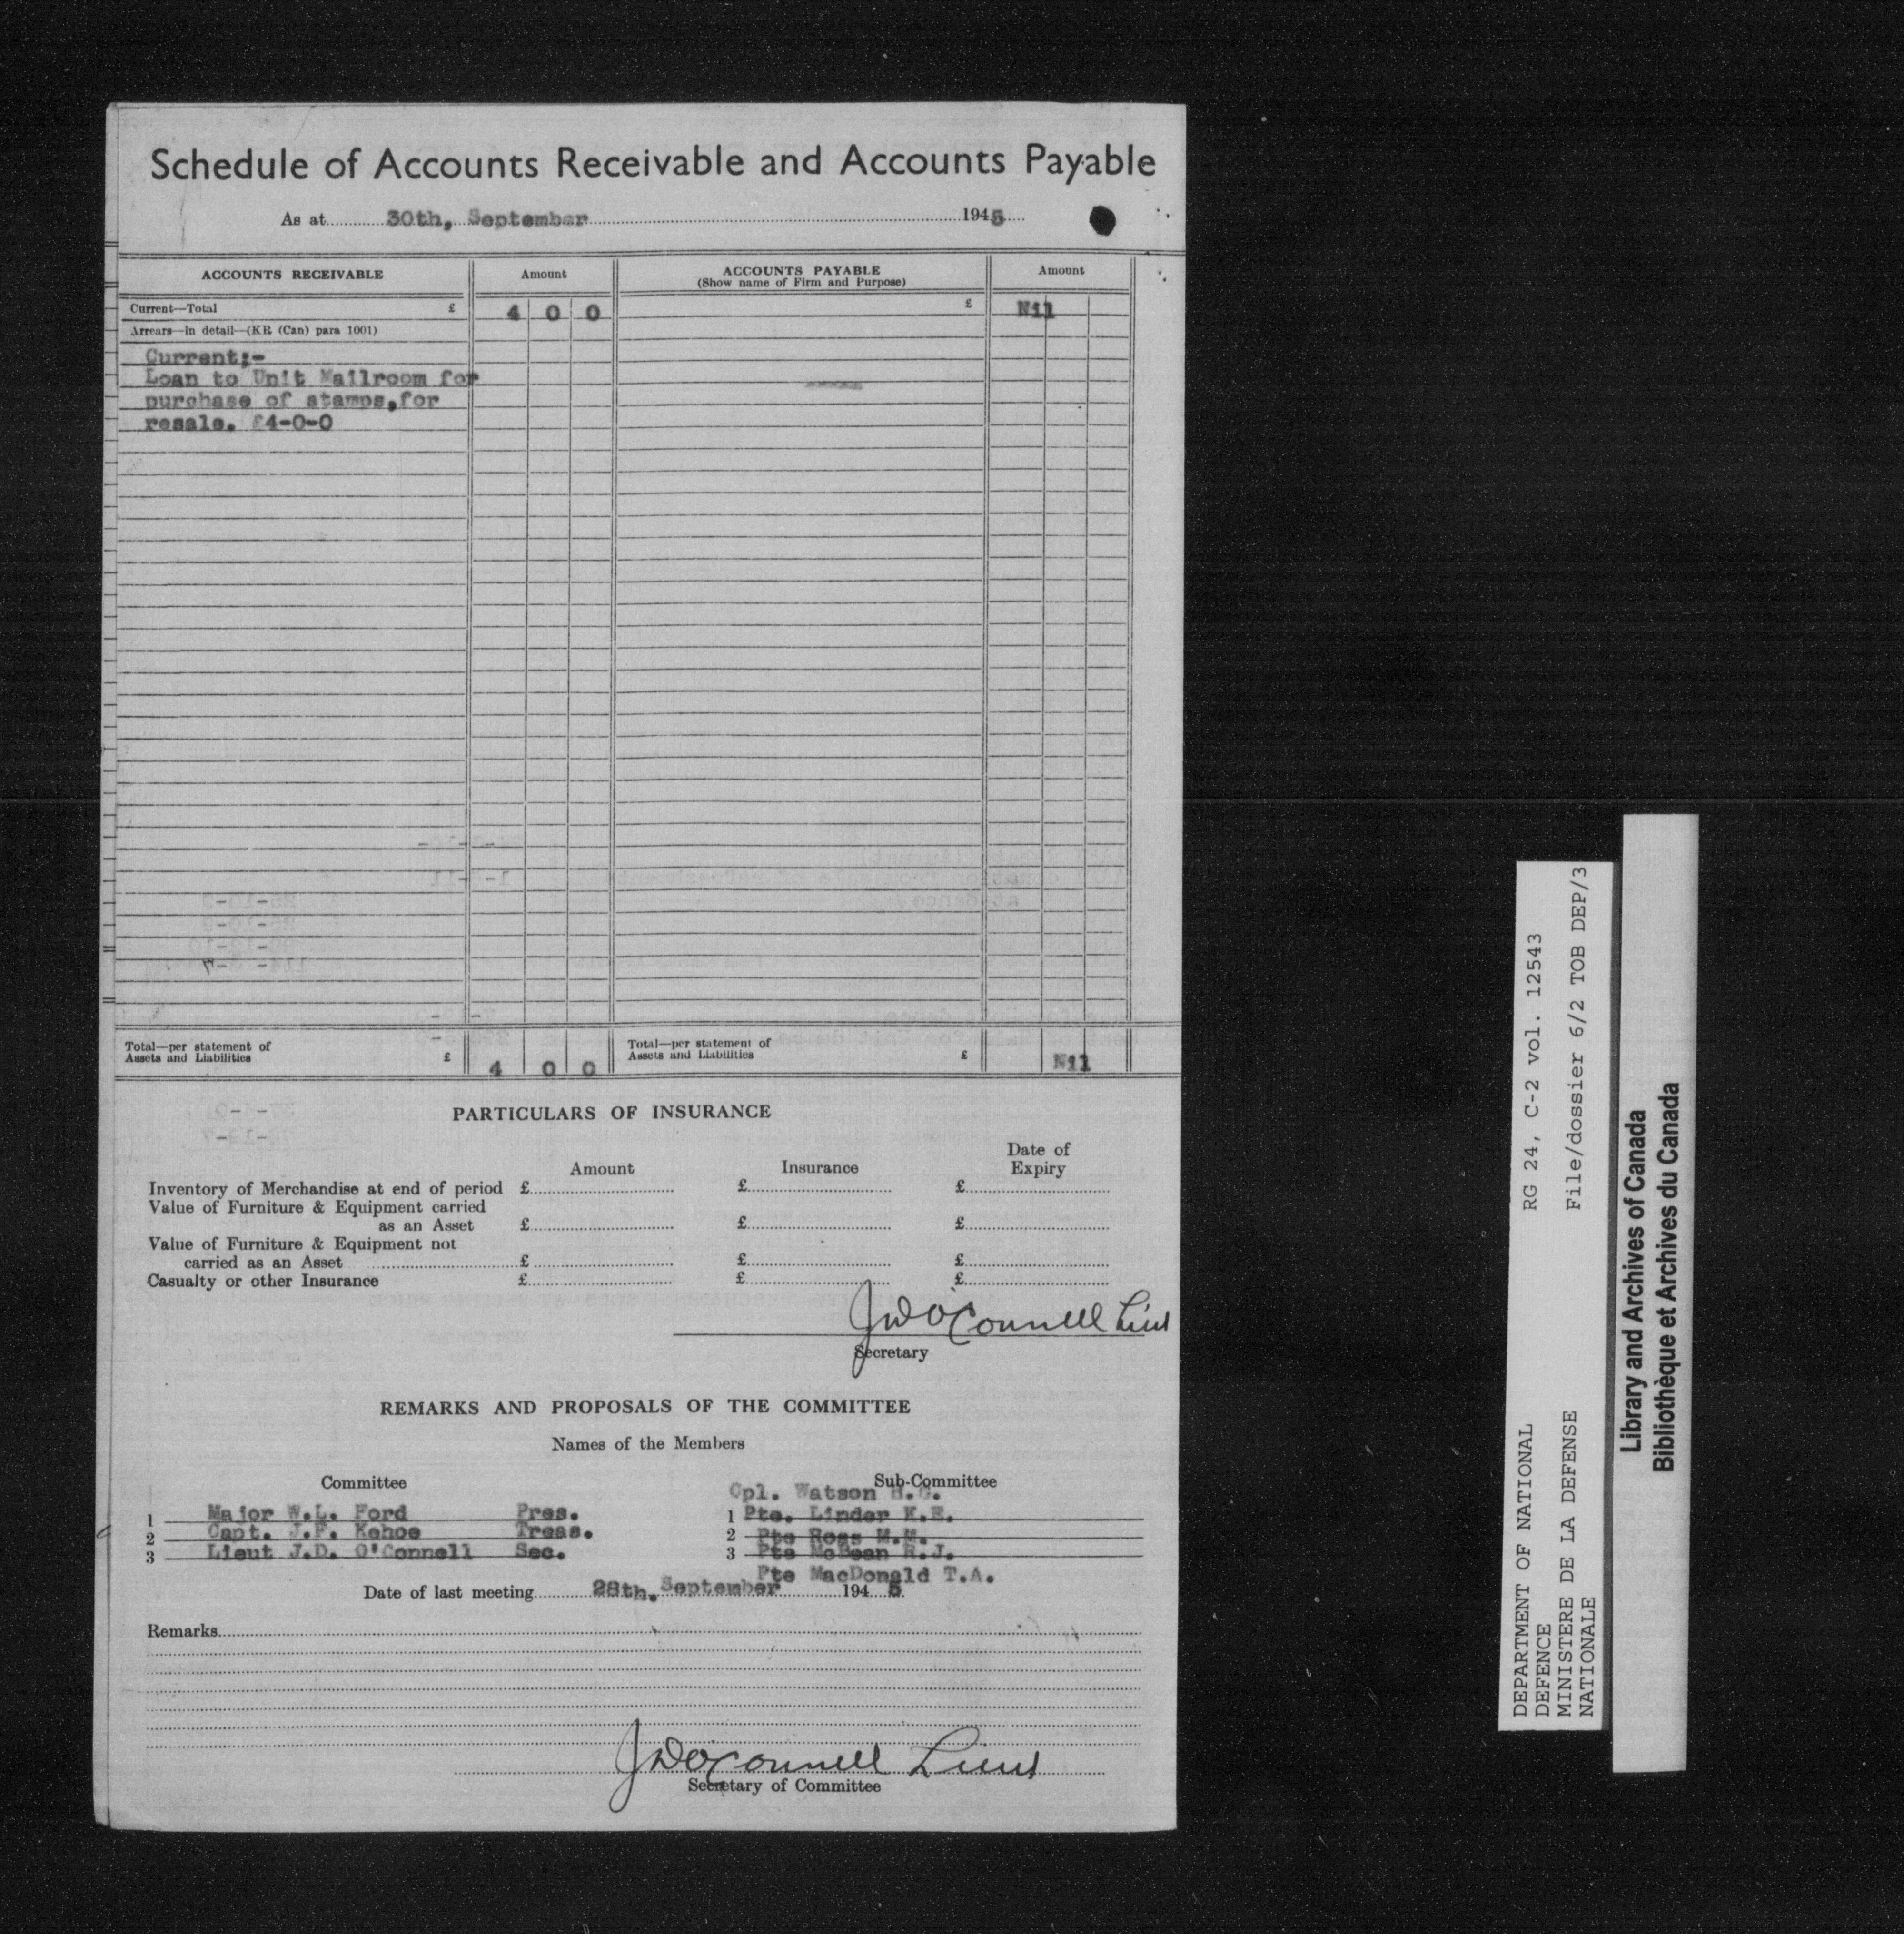 Schedule of Accounts Receivable and Accounts Payable
As at 30th, September 1945
ACCOUNTS RECEIVABLE Amount ACCOUNTS PAYABLE Amount
(Show name of Firm and Purpose)
Current—Total £ 4 0 0 £ Nil
Arrears—in detail—(KR (Can) para 1001)
Current;-
Loan to Unit Mailroom for
purchase of stamps,for
resale. £4-0-0
Total—per statement of Total—per statement of
Assets and Liabilities £ 4 0 0 Assets and Liabilities £ Nil
PARTICULARS OF INSURANCE
Amount Insurance Date of
Expiry
Inventory of Merchandise at end of period £ £ £
Value of Furniture & Equipment carried
as an Asset £ £ £
Value of Furniture & Equipment not
carried as an Asset £ £ £
Casualty or other Insurance £ £ £
JDO'Connell Lieut
Secretary
REMARKS AND PROPOSALS OF THE COMMITTEE
Names of the Members
Committee Sub-Committee
Cpl. Watson
1 Major W.L. Ford Pres. 1 Pte. Linder K.E.
2 Capt. J.F. Kehoe Treas. 2 Pte Ross M.M.
3 Lieut J.D. O'Connell Sec. 3 Pte McBean R.J.
Pte MacDonald T.A.
Date of last meeting 28th, September 1945
Remarks
JDO'Connell Lieut
Secretary of Committee
DEPARTMENT OF NATIONAL RG 24, C-2 vol. 12543
DEFENCE
MINISTERE DE LA DEFENSE File/dossier 6/2 TOB DEP/3
NATIONALE
Library and Archives of Canada
Bibliothèque et Archives du Canada